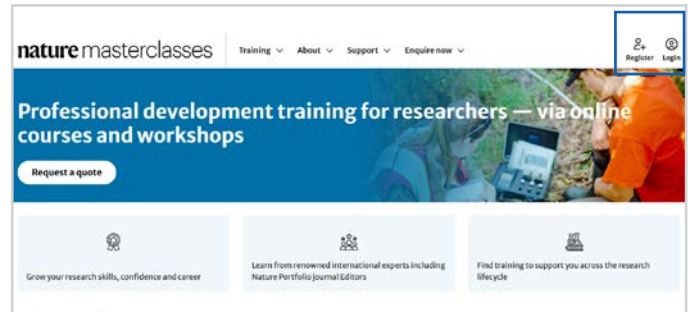 nature masterclasses
Training
About
Support
Enquire now
Register
Login
Professional development training for researchers — via online
courses and workshops
Request a quote
Grow your research skills, confidence and career
Learn from renowned international experts including
Nature Portfolio journal Editors
Find training to support you across the research
lifecycle